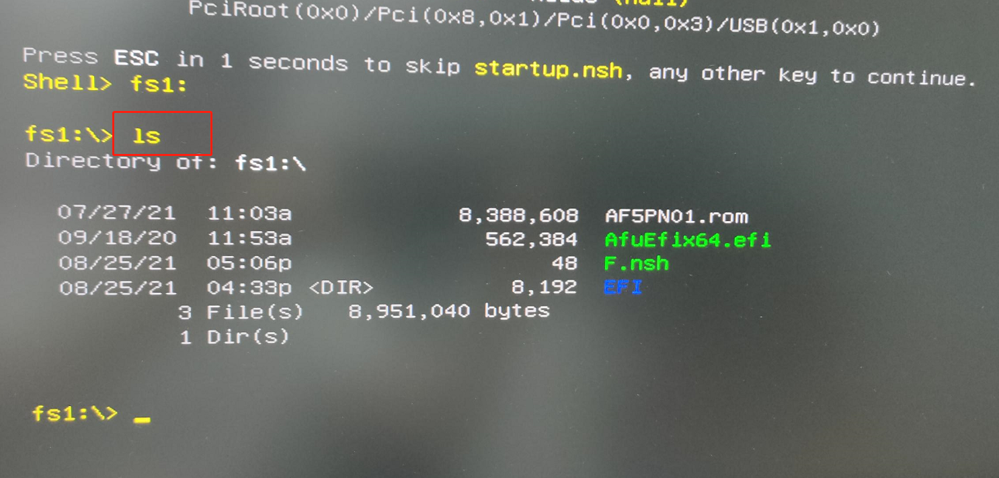 PciRoot(0x0)/Pci(0x8,0x1)/Pci(0x0,0x3)/USB(0x1,0x0)
Press ESC in 1 seconds to skip startup.nsh, any other key to continue.
Shell> fs1:
fs1:\> ls
Directory of: fs1:\
07/27/21 11:03a 8,388,608 AF5PN01.rom
09/18/20 11:53a 562,384 AfuEfix64.efi
08/25/21 05:06p 48 F.nsh
08/25/21 04:33p <DIR> 8,192 EFI
3 File(s) 8,951,040 bytes
1 Dir(s)
fs1:\> _